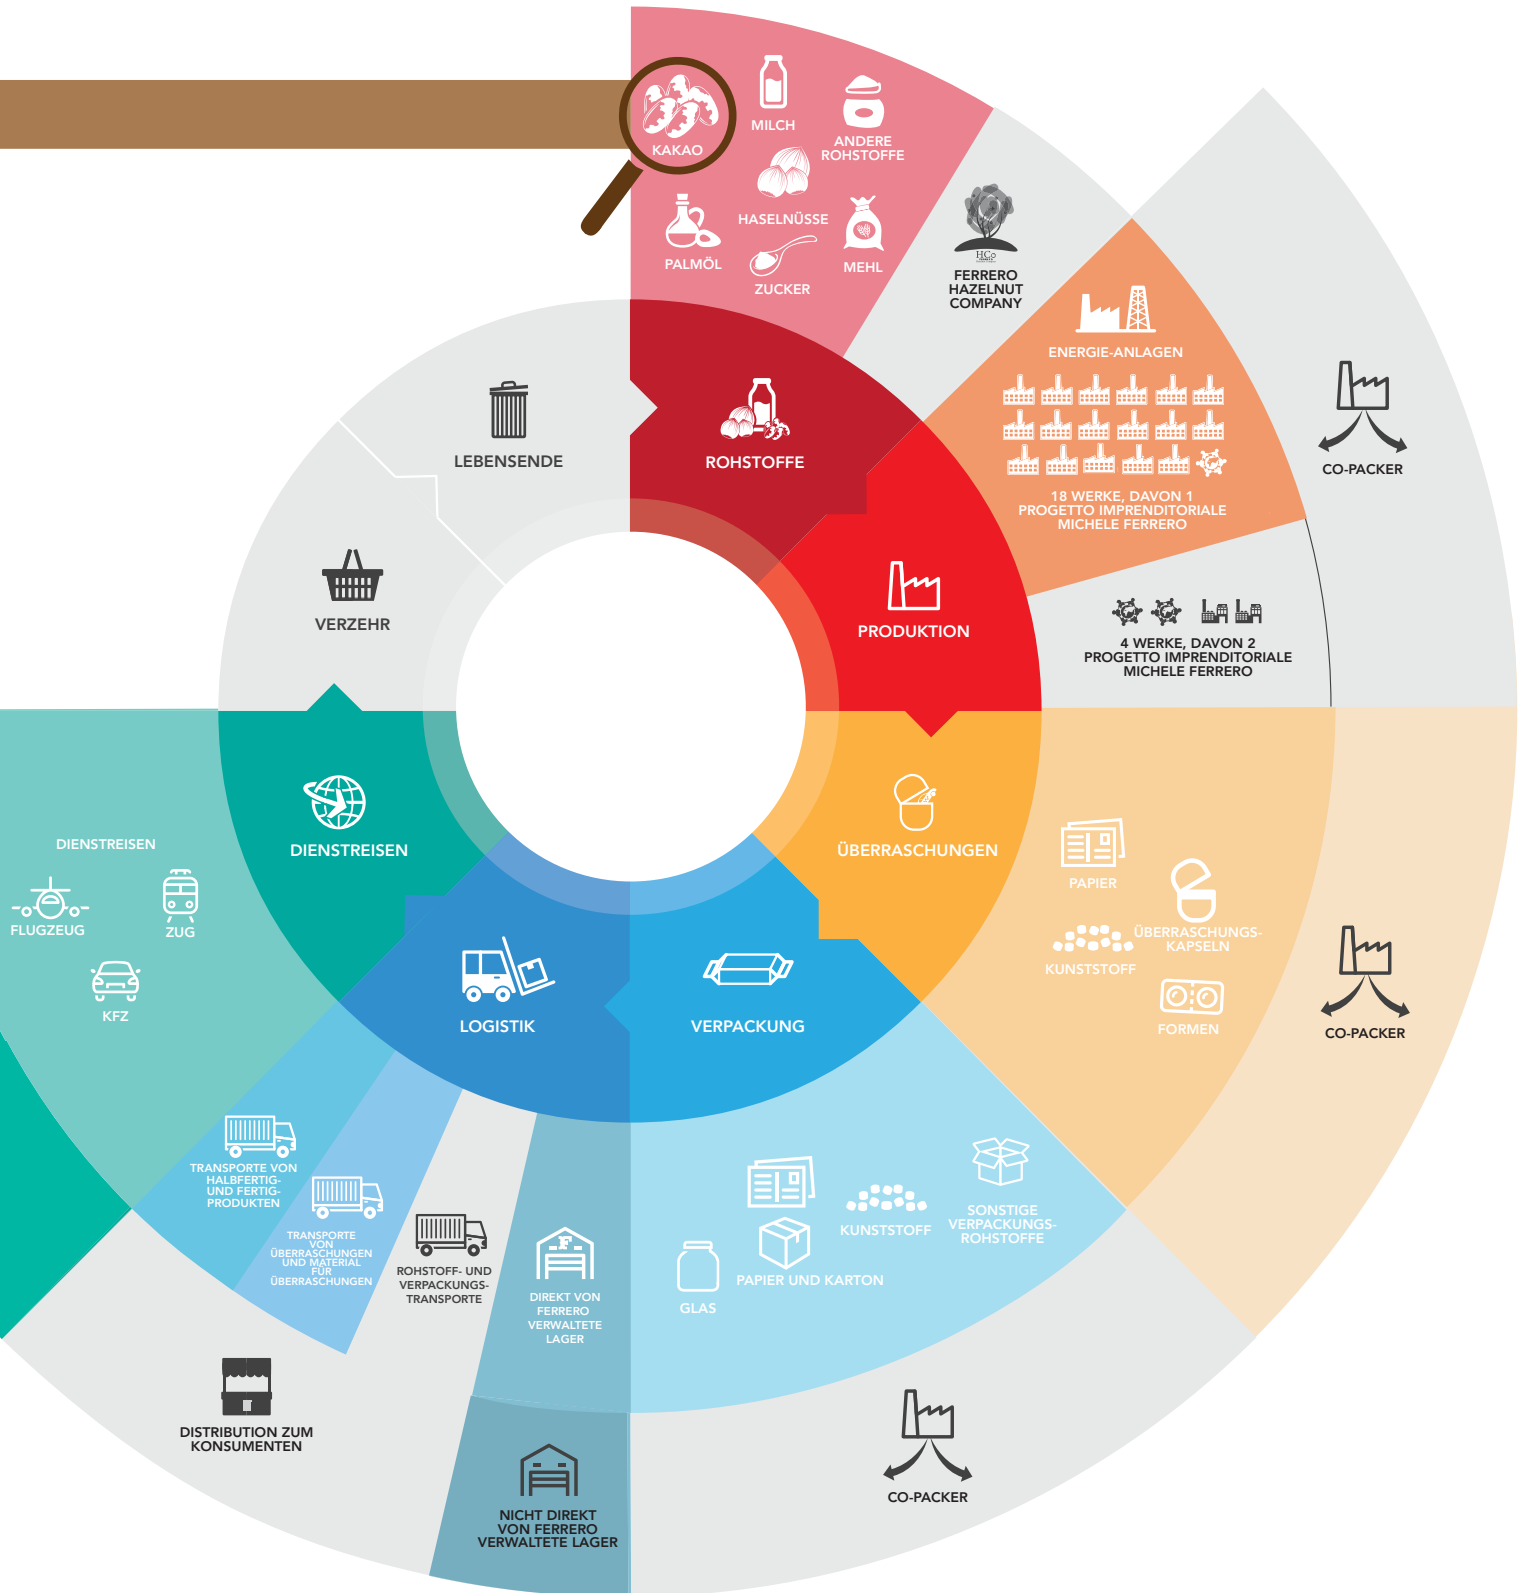 KAKAO
MILCH
ANDERE
ROHSTOFFE
HASELNÜSSE
PALMÖL
ZUCKER
MEHL
HCo
FERRERO
HAZELNUT
COMPANY
ENERGIE-ANLAGEN
18 WERKE, DAVON 1
PROGETTO IMPRENDITORIALE
MICHELE FERRERO
CO-PACKER
4 WERKE, DAVON 2
PROGETTO IMPRENDITORIALE
MICHELE FERRERO
LEBENSENDE
ROHSTOFFE
VERZEHR
PRODUKTION
DIENSTREISEN
ÜBERRASCHUNGEN
LOGISTIK
VERPACKUNG
DIENSTREISEN
FLUGZEUG
ZUG
KFZ
PAPIER
ÜBERRASCHUNGS-
KAPSELN
KUNSTSTOFF
FORMEN
CO-PACKER
TRANSPORTE VON
HALBFERTIG-
UND FERTIG-
PRODUKTEN
TRANSPORTE
VON
ÜBERRASCHUNGEN
UND MATERIAL
FÜR
ÜBERRASCHUNGEN
ROHSTOFF- UND
VERPACKUNGS-
TRANSPORTE
F
DIREKT VON
FERRERO
VERWALTETE
LAGER
GLAS
PAPIER UND KARTON
KUNSTSTOFF
SONSTIGE
VERPACKUNGS-
ROHSTOFFE
DISTRIBUTION ZUM
KONSUMENTEN
NICHT DIREKT
VON FERRERO
VERWALTETE LAGER
CO-PACKER